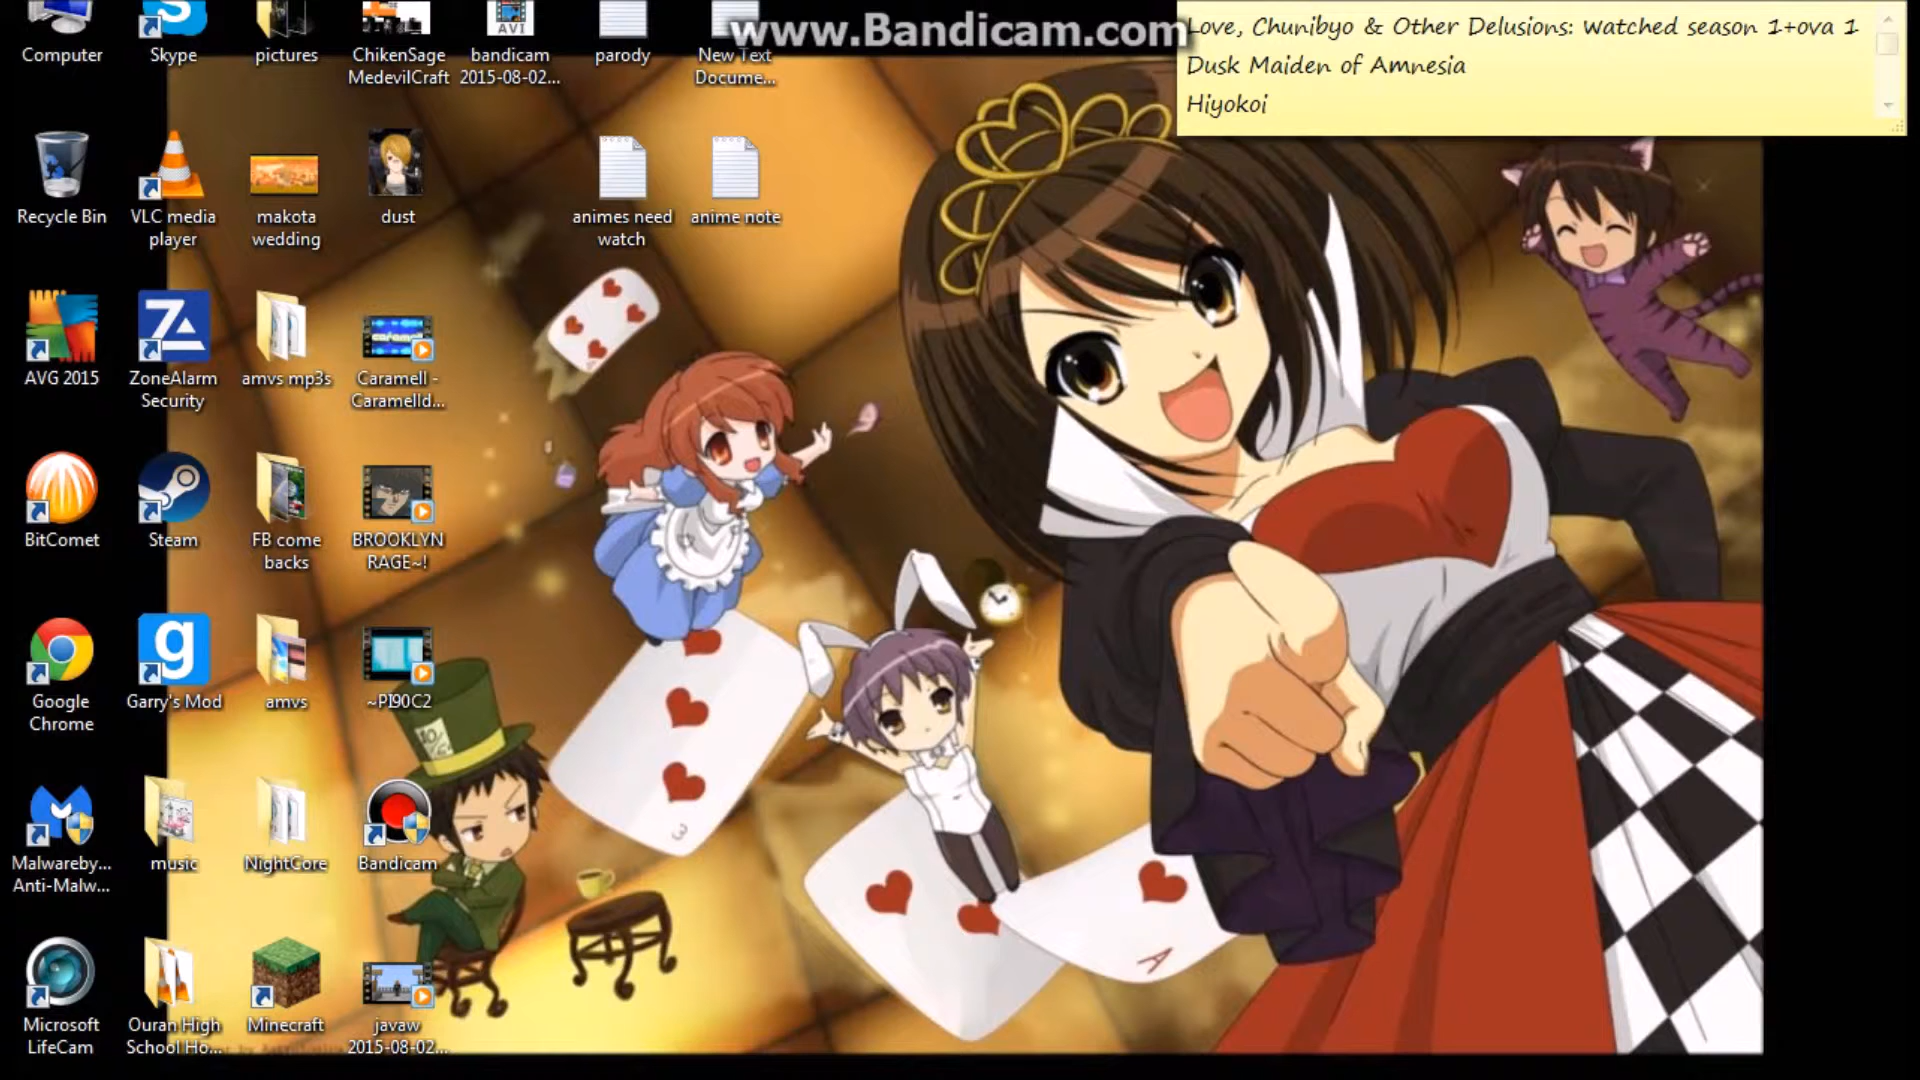 www.Bandicam.com
Love, Chunibyo & Other Delusions: Watched season 1+ova 1
Dusk Maiden of Amnesia
Hiyokoi
Computer
Skype
pictures
ChikenSage
MedevilCraft
AVI
bandicam
2015-08-02...
parody
New Text
Docume...
Recycle Bin
VLC media
player
makota
wedding
dust
animes need
watch
anime note
AVG 2015
ZoneAlarm
Security
amvs mp3s
Caramell -
Caramelld...
BitComet
Steam
FB come
backs
BROOKLYN
RAGE~!
Google
Chrome
g
Garry's Mod
amvs
~PI90C2
10/6
3
Malwareby...
Anti-Malw...
music
NightCore
Bandicam
A
Microsoft
LifeCam
Ouran High
School Ho...
Minecraft
javaw
2015-08-02...